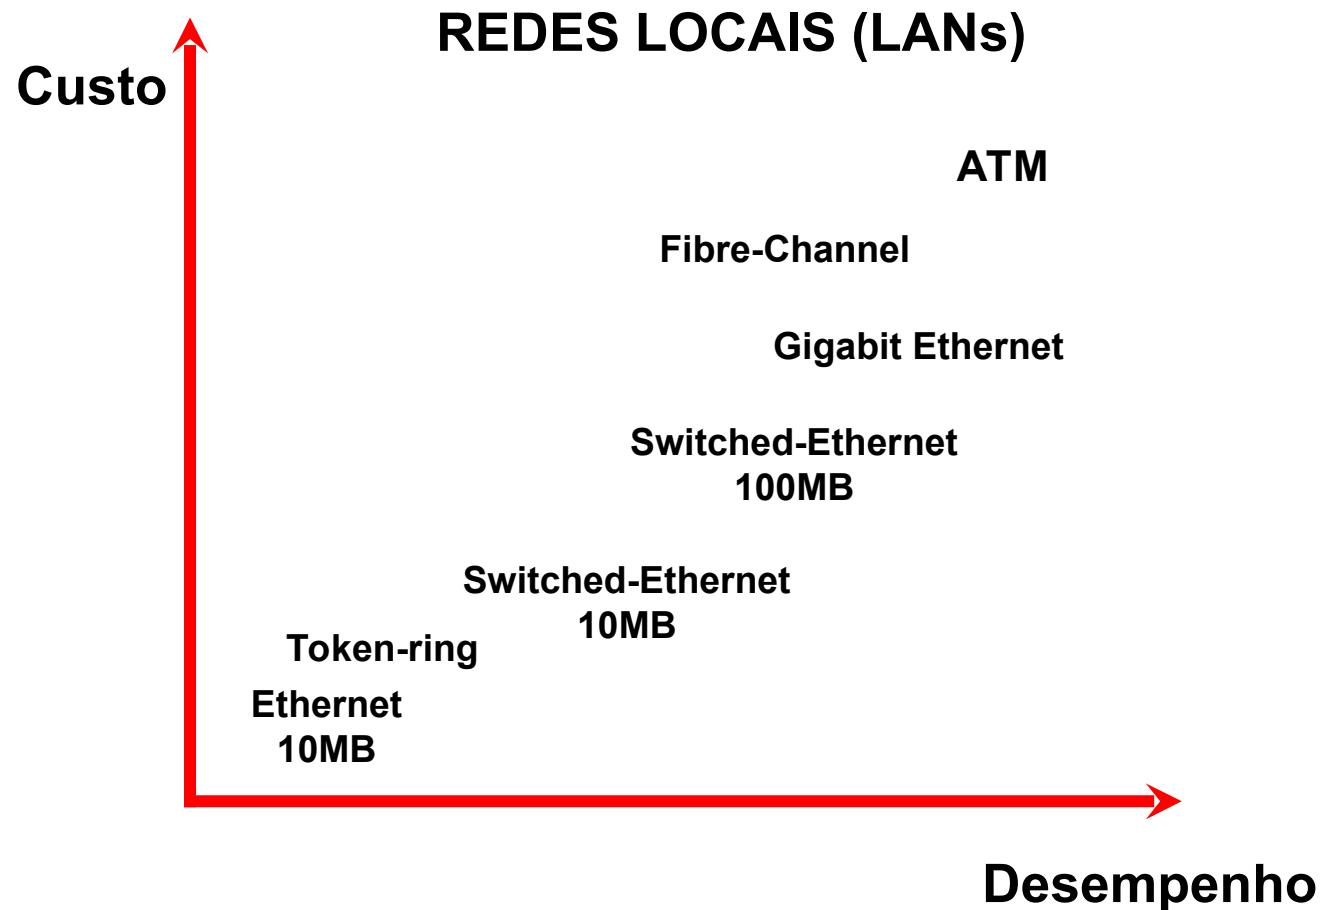 REDES LOCAIS (LANs)
Custo
ATM
Fibre-Channel
Gigabit Ethernet
Switched-Ethernet
100MB
Switched-Ethernet
10MB
Token-ring
Ethernet
10MB
Desempenho